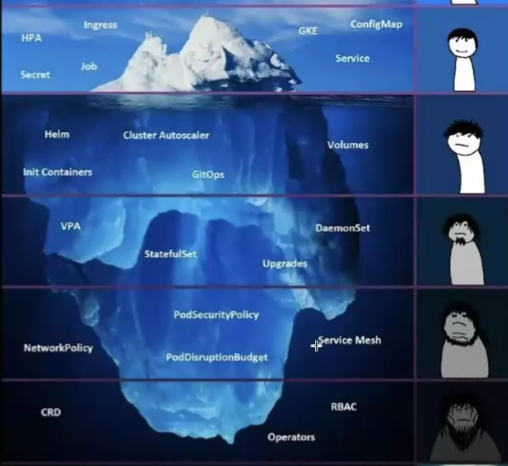 Ingress
ConfigMap
HPA
GKE
Service
Job
Secret
Helm
Cluster Autoscaler
Volumes
Init Containers
GitOps
VPA
DaemonSet
StatefulSet
Upgrades
PodSecurityPolicy
Service Mesh
NetworkPolicy
PodDisruptionBudget
RBAC
CRD
Operators